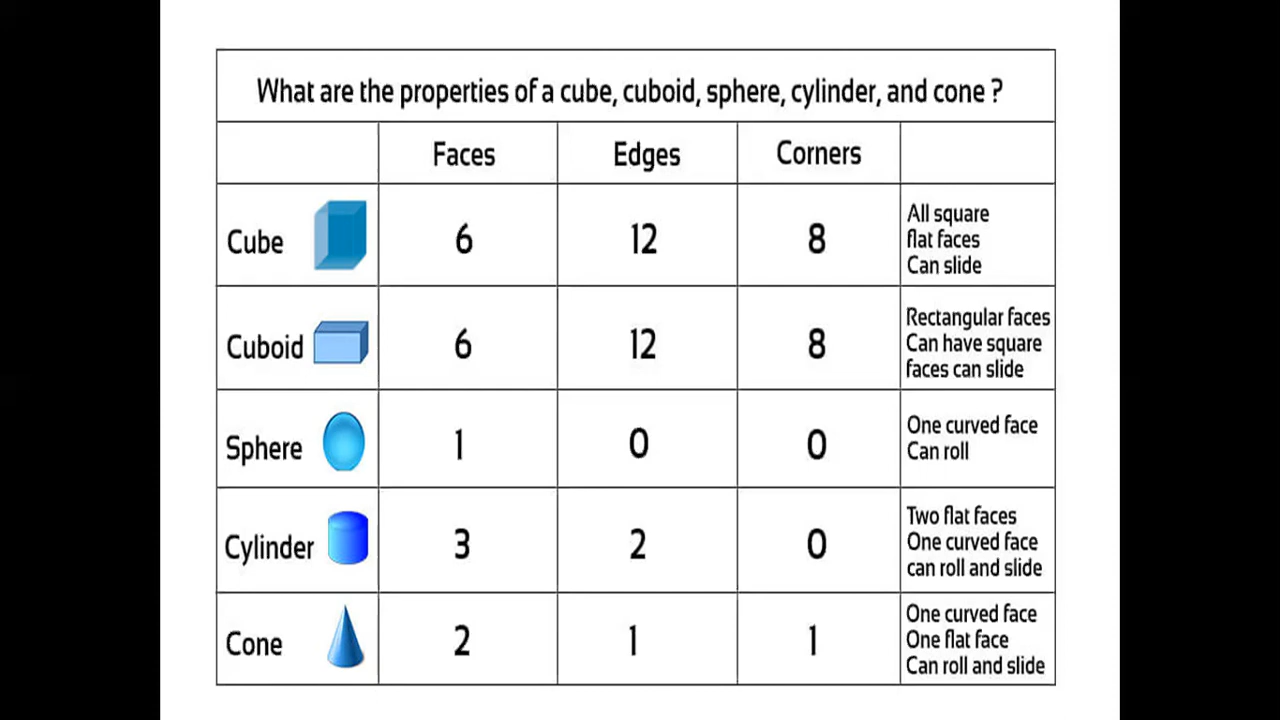 What are the properties of a cube, cuboid, sphere, cylinder, and cone ?
Faces Edges Corners
Cube 6 12 8 All square
flat faces
Can slide
Cuboid 6 12 8 Rectangular faces
Can have square
faces can slide
Sphere 1 0 0 One curved face
Can roll
Cylinder 3 2 0 Two flat faces
One curved face
can roll and slide
Cone 2 1 1 One curved face
One flat face
Can roll and slide